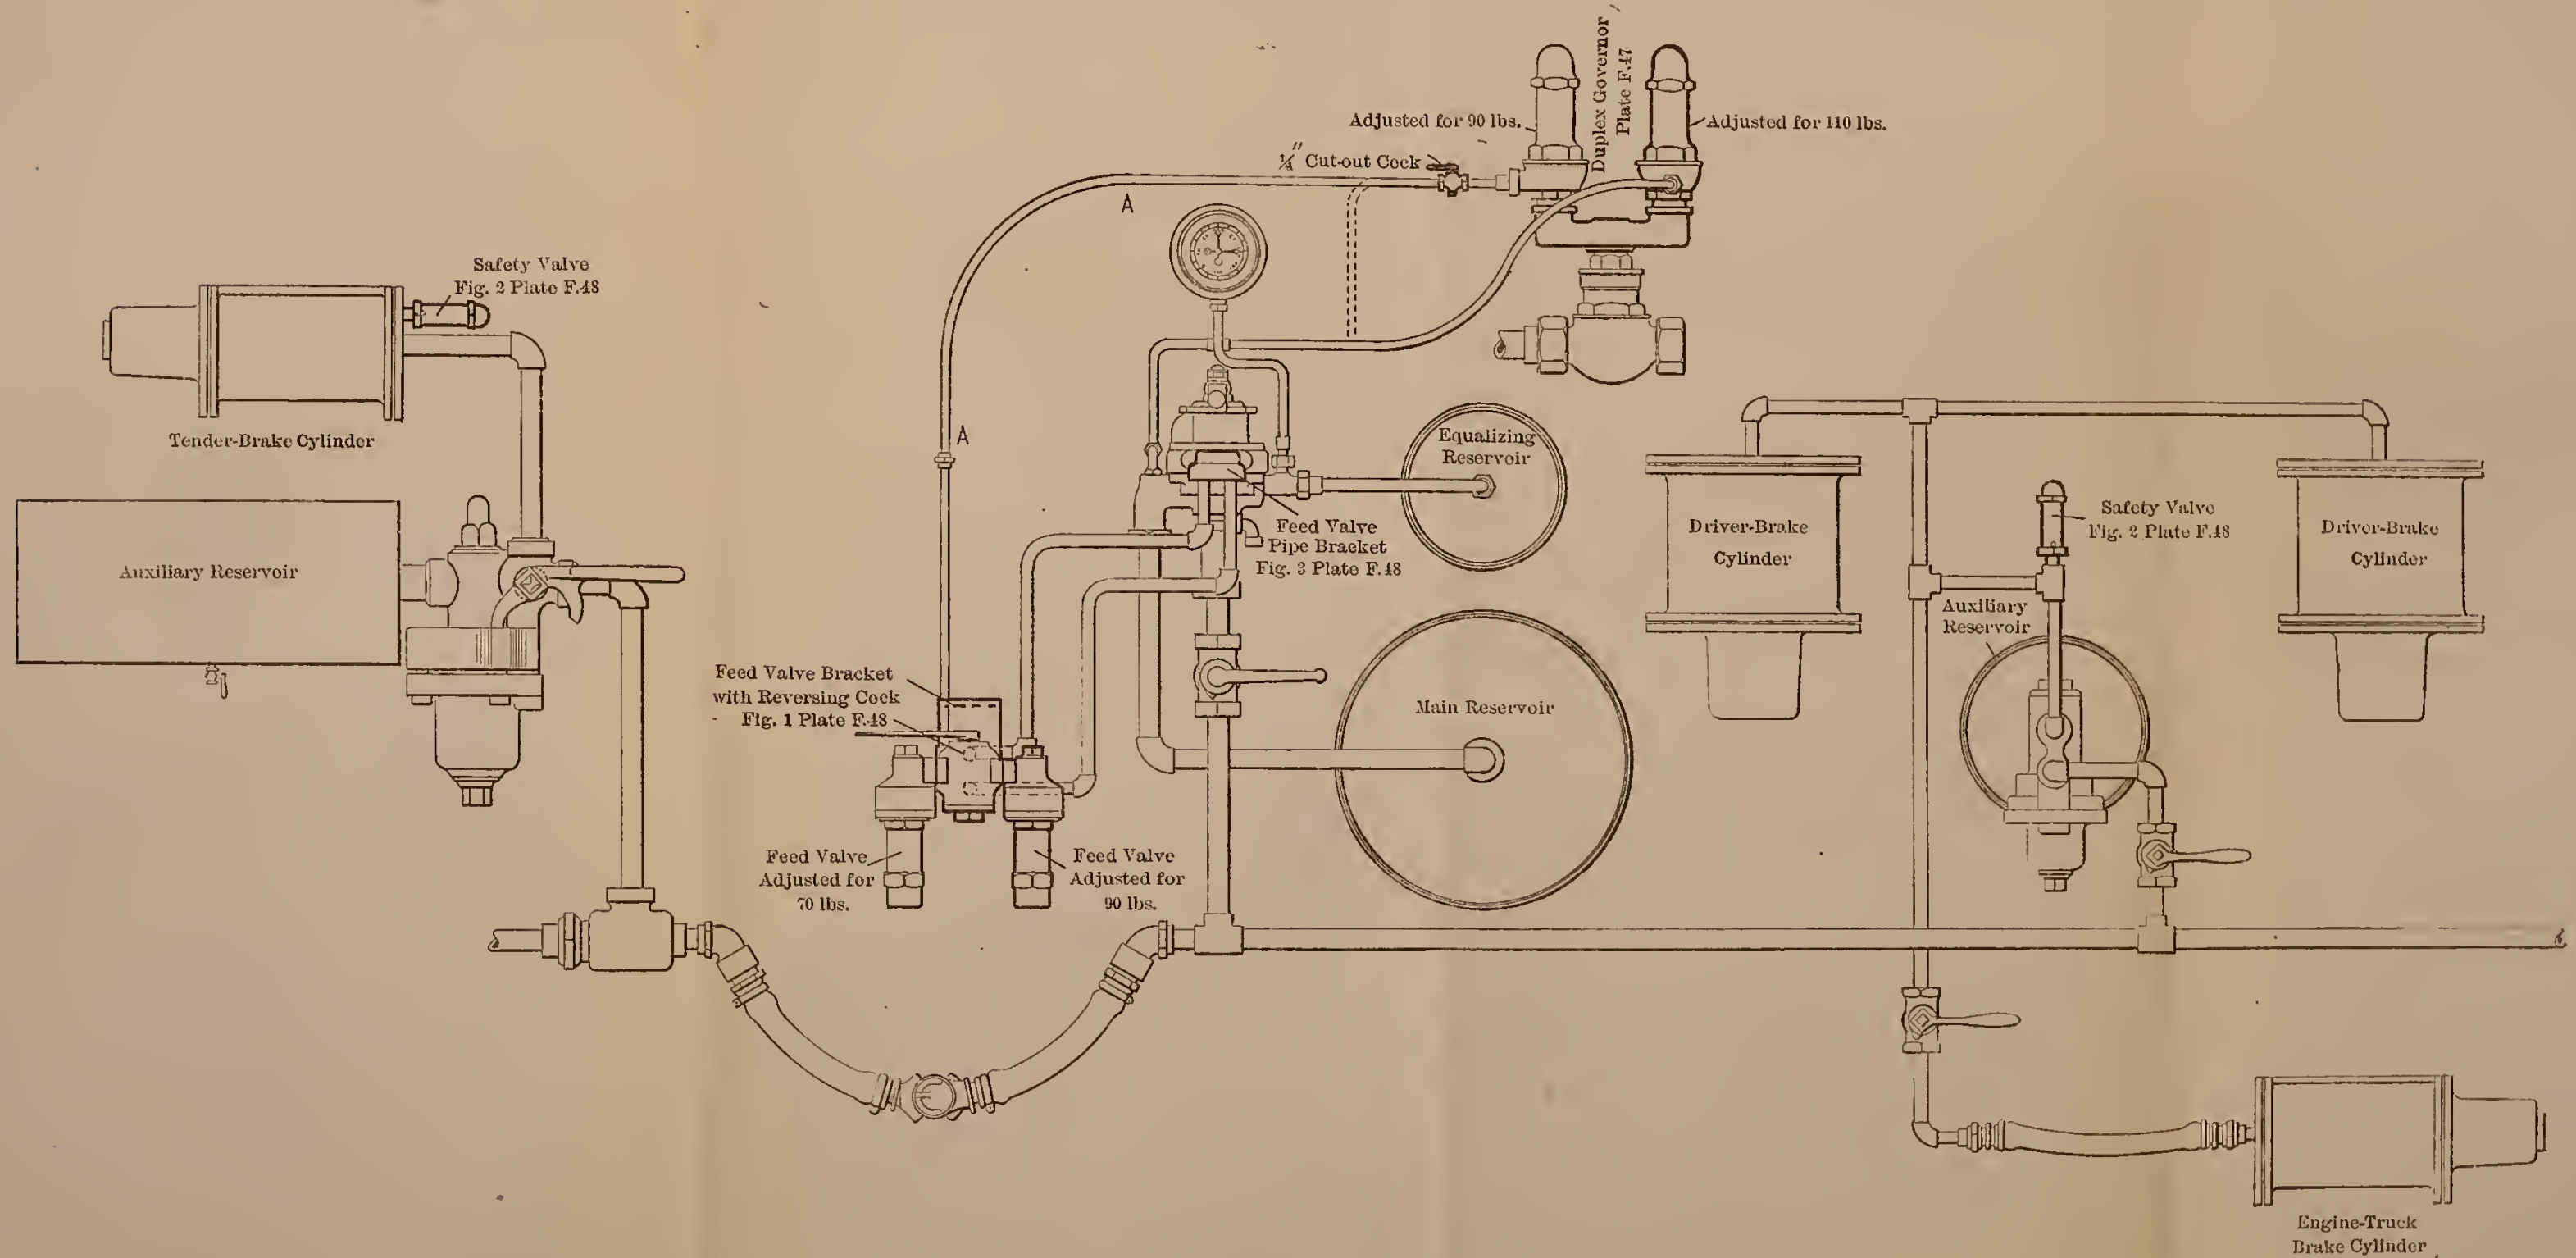 Duplex Governor
Plate F.47
Adjusted for 90 lbs.
Adjusted for 110 lbs.
¼" Cut-out Cock
A
Safety Valve
Fig. 2 Plate F.48
Tender-Brake Cylinder
A
Equalizing
Reservoir
Feed Valve
Pipe Bracket
Fig. 3 Plate F.48
Driver-Brake
Cylinder
Safety Valve
Fig. 2 Plate F.48
Driver-Brake
Cylinder
Auxiliary Reservoir
Auxiliary
Reservoir
Feed Valve Bracket
with Reversing Cock
Fig. 1 Plate F.48
Main Reservoir
Feed Valve
Adjusted for
70 lbs.
Feed Valve
Adjusted for
90 lbs.
Engine-Truck
Brake Cylinder